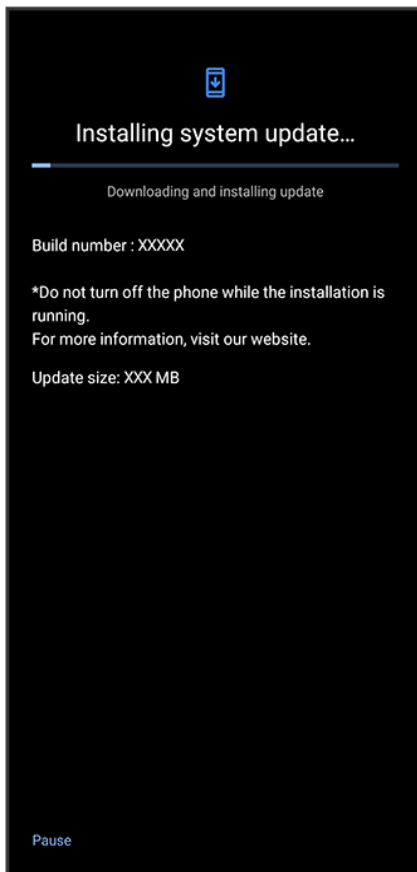 Installing system update…
Downloading and installing update
Build number : XXXXX
*Do not turn off the phone while the installation is
running.
For more information, visit our website.
Update size: XXX MB
Pause